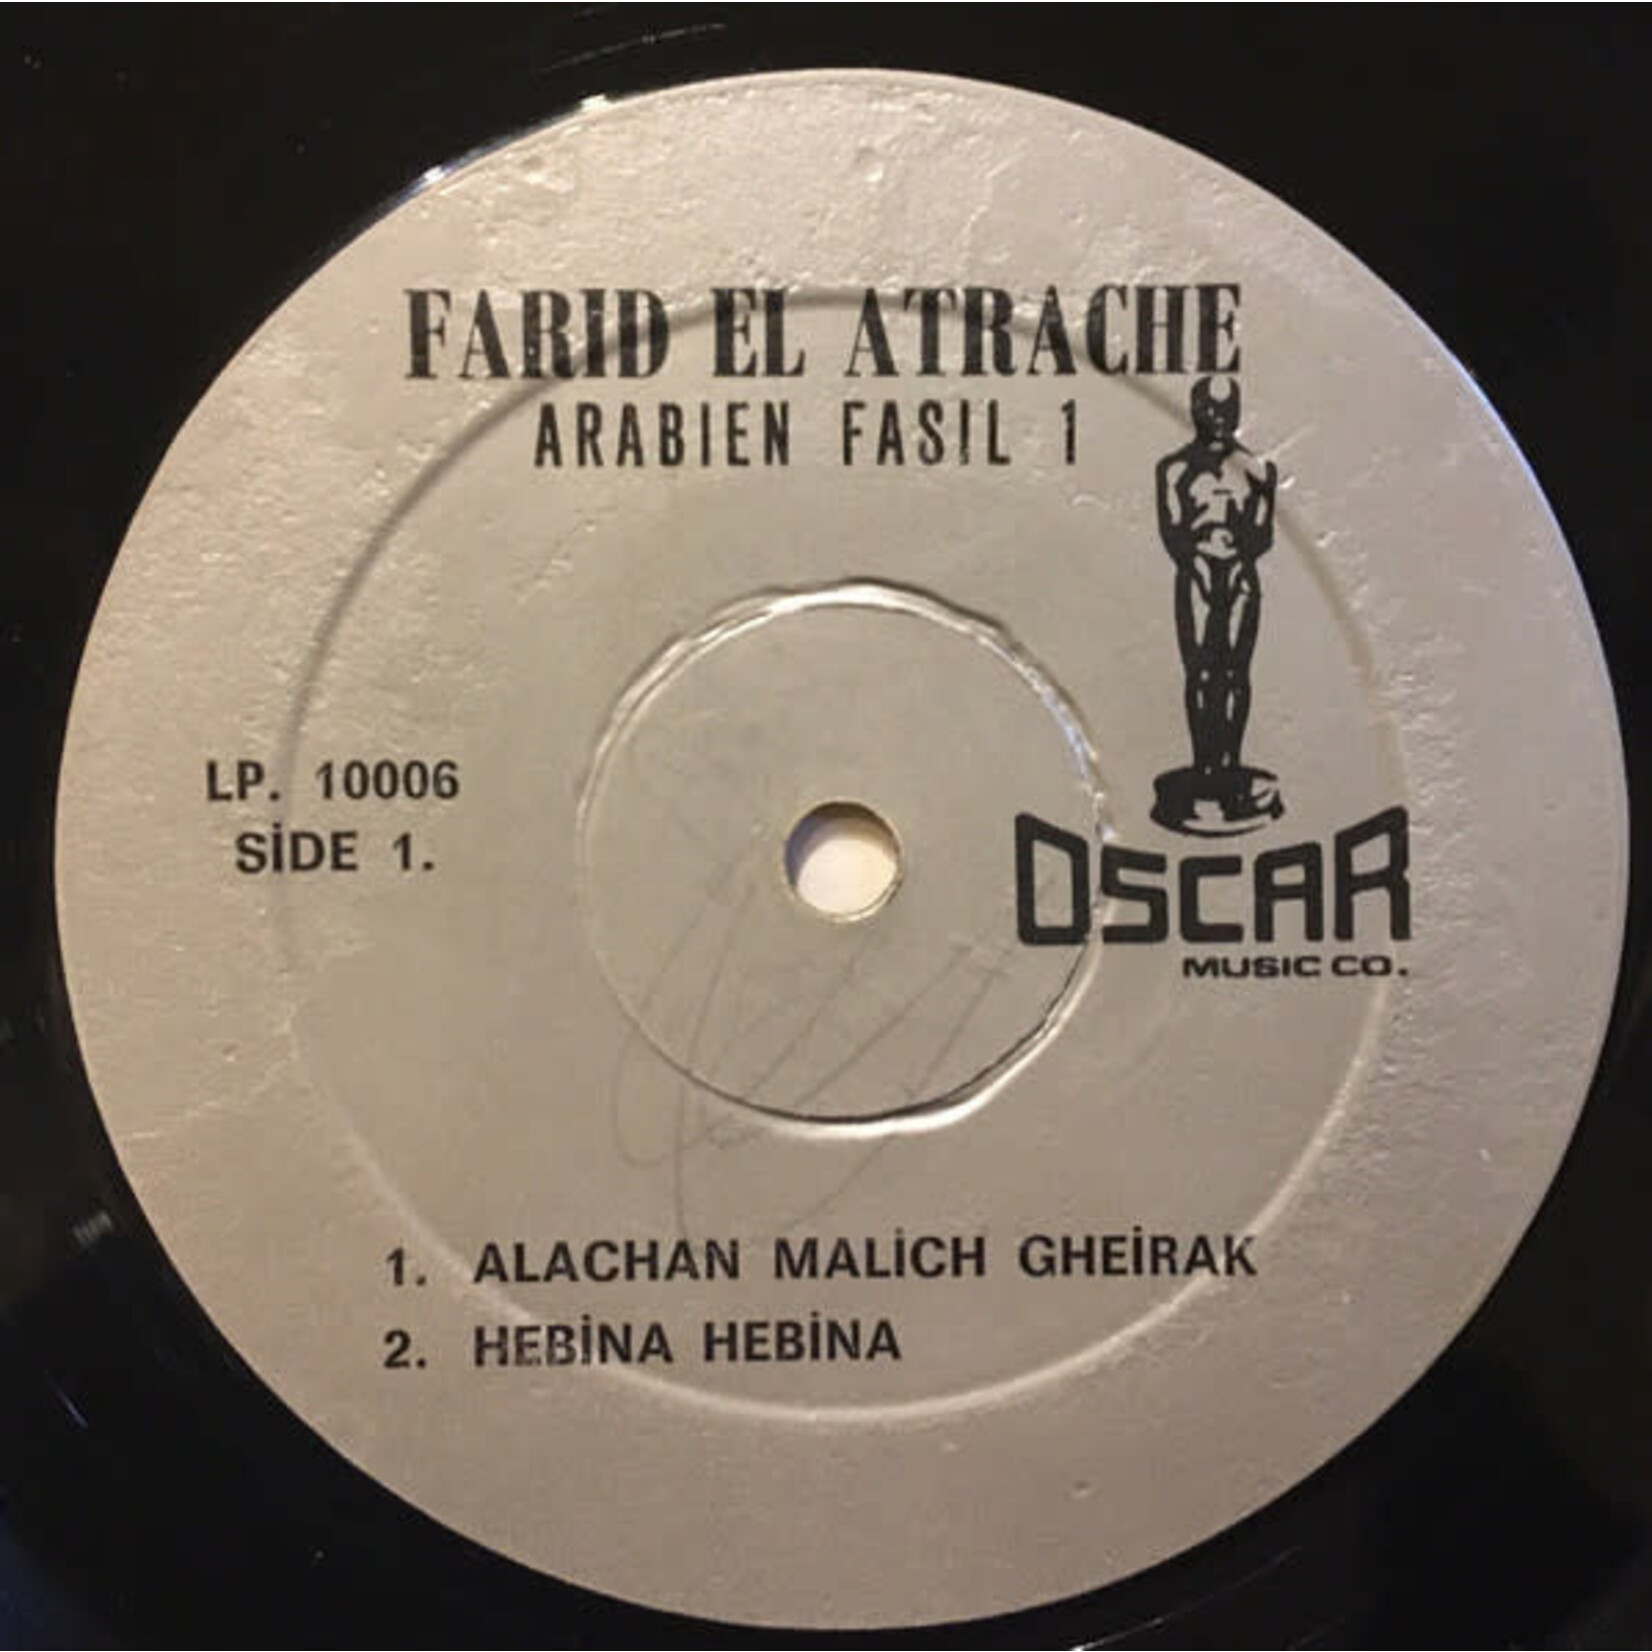 FARID EL ATRACHE
ARABIEN FASIL 1
LP. 10006
SİDE 1.
OSCAR
MUSIC CO.
1. ALACHAN MALİCH GHEİRAK
2. HEBİNA HEBİNA